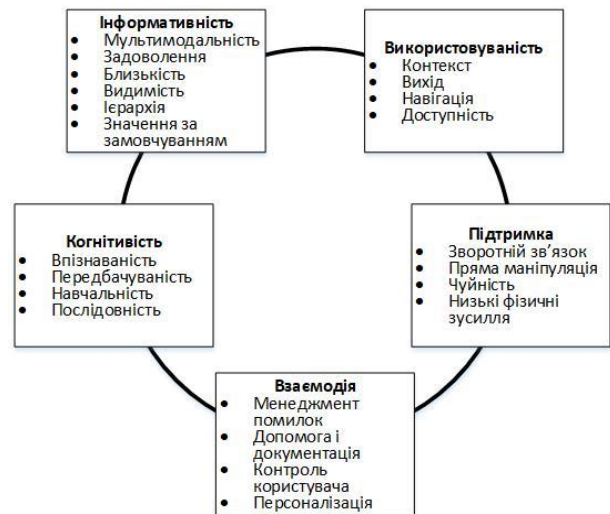 Інформативність
• Мультимодальність
• Задоволення
• Близькість
• Видимість
• Ієрархія
• Значення за
замовчуванням
Використовуваність
• Контекст
• Вихід
• Навігація
• Доступність
Когнітивість
• Впізнаваність
• Передбачуваність
• Навчальність
• Послідовність
Підтримка
• Зворотній зв’язок
• Пряма маніпуляція
• Чуйність
• Низькі фізичні
зусилля
Взаємодія
• Менеджмент
помилок
• Допомога і
документація
• Контроль
користувача
• Персоналізація